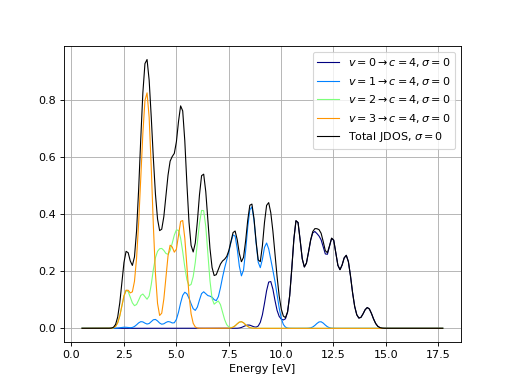 v = 0 → c = 4, σ = 0
v = 1 → c = 4, σ = 0
v = 2 → c = 4, σ = 0
v = 3 → c = 4, σ = 0
Total JDOS, σ = 0
0.8
0.6
0.4
0.2
0.0
0.0 2.5 5.0 7.5 10.0 12.5 15.0 17.5
Energy [eV]